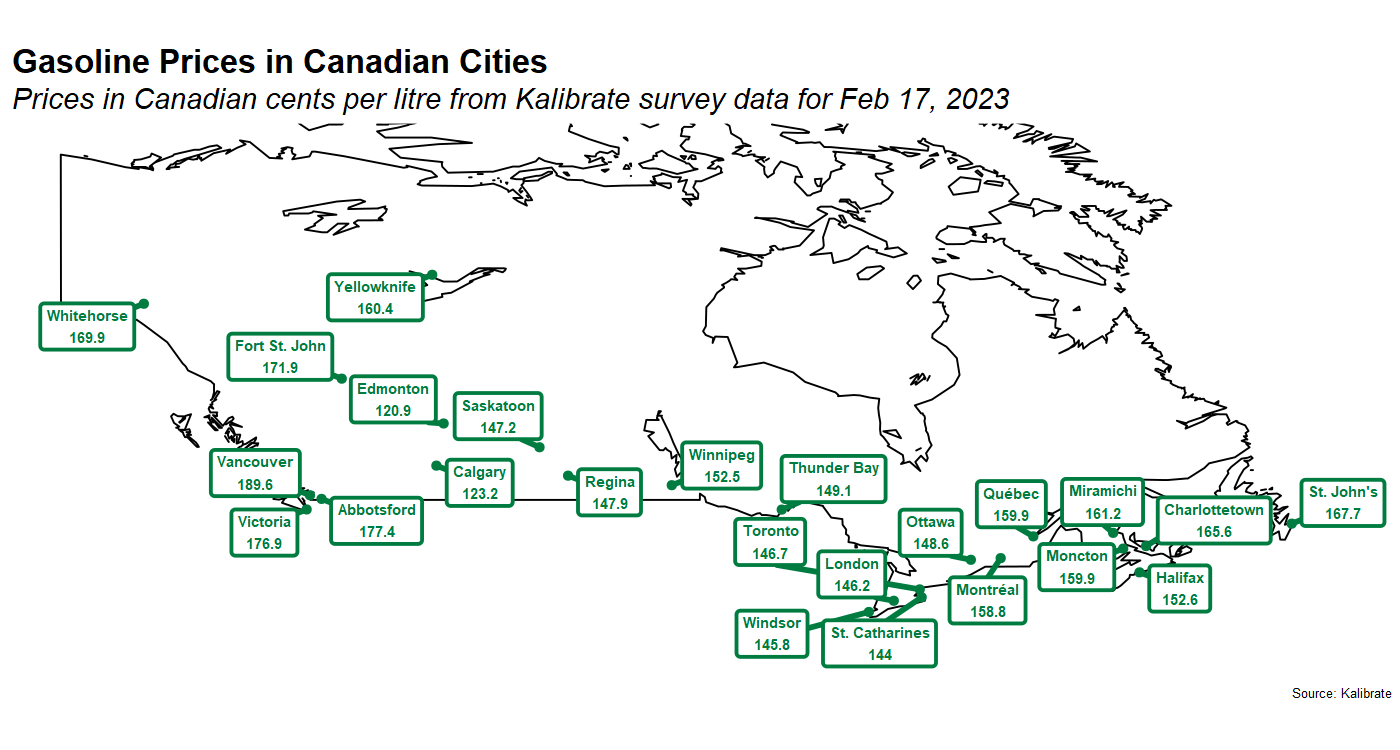 Gasoline Prices in Canadian Cities
Prices in Canadian cents per litre from Kalibrate survey data for Feb 17, 2023
Yellowknife
160.4
Whitehorse
169.9
Fort St. John
171.9
Edmonton
120.9
Saskatoon
147.2
Vancouver
189.6
Victoria
176.9
Abbotsford
177.4
Calgary
123.2
Regina
147.9
Winnipeg
152.5
Thunder Bay
149.1
Toronto
146.7
London
146.2
Windsor
145.8
St. Catharines
144
Ottawa
148.6
Montréal
158.8
Québec
159.9
Miramichi
161.2
Moncton
159.9
Charlottetown
165.6
Halifax
152.6
St. John's
167.7
Source: Kalibrate